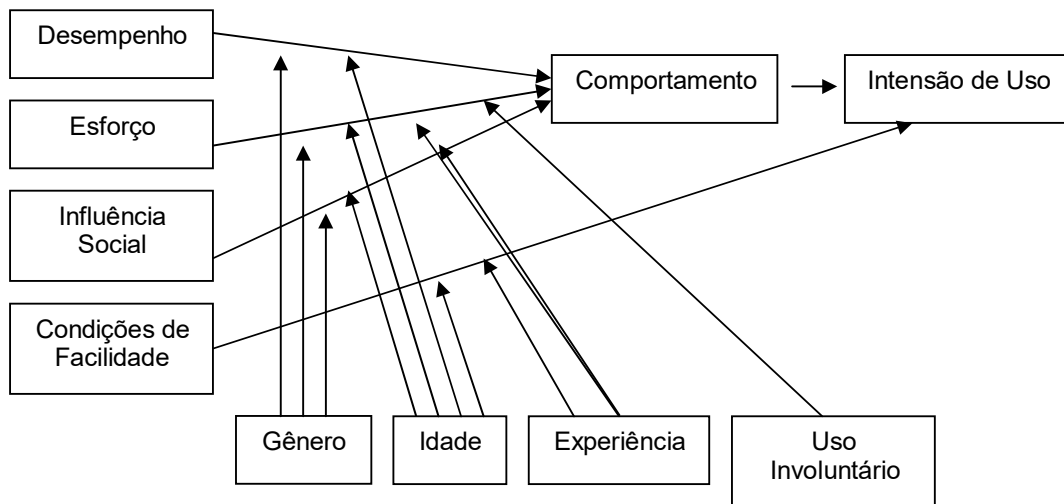 Desempenho
Comportamento
Intensão de Uso
Esforço
Influência
Social
Condições de
Facilidade
Gênero
Idade
Experiência
Uso
Involuntário